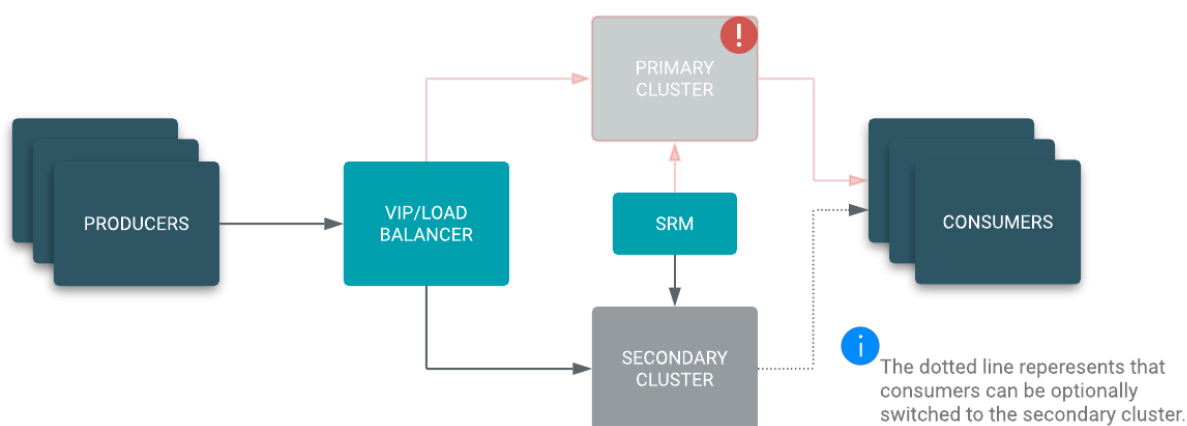 PRIMARY
CLUSTER
PRODUCERS
VIP/LOAD
BALANCER
SRM
CONSUMERS
SECONDARY
CLUSTER
The dotted line reperesents that
consumers can be optionally
switched to the secondary cluster.